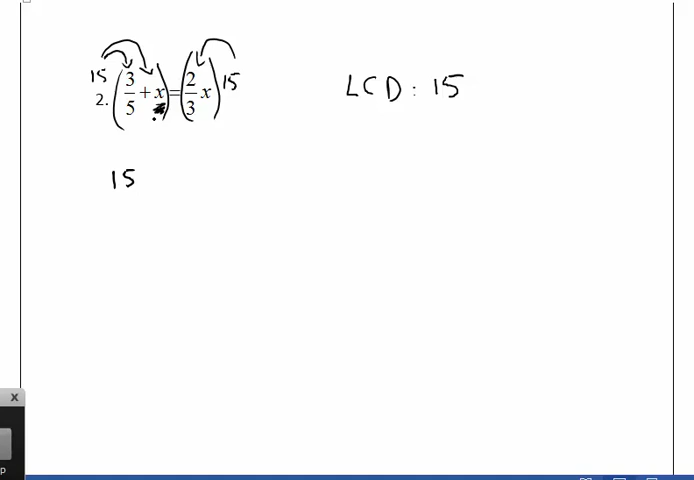 15 (3/5 + x) = (2/3 x) 15
2.
LCD: 15
15
x
p